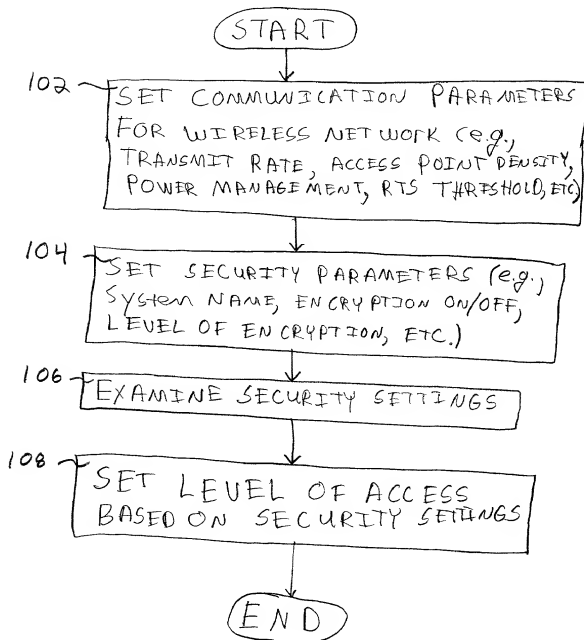 START
102
SET COMMUNICATION PARAMETERS
FOR WIRELESS NETWORK (e.g.,
TRANSMIT RATE, ACCESS POINT DENSITY,
POWER MANAGEMENT, RTS THRESHOLD, ETC)
104
SET SECURITY PARAMETERS (e.g.,
SYSTEM NAME, ENCRYPTION ON/OFF,
LEVEL OF ENCRYPTION, ETC.)
106
EXAMINE SECURITY SETTINGS
108
SET LEVEL OF ACCESS
BASED ON SECURITY SETTINGS
END